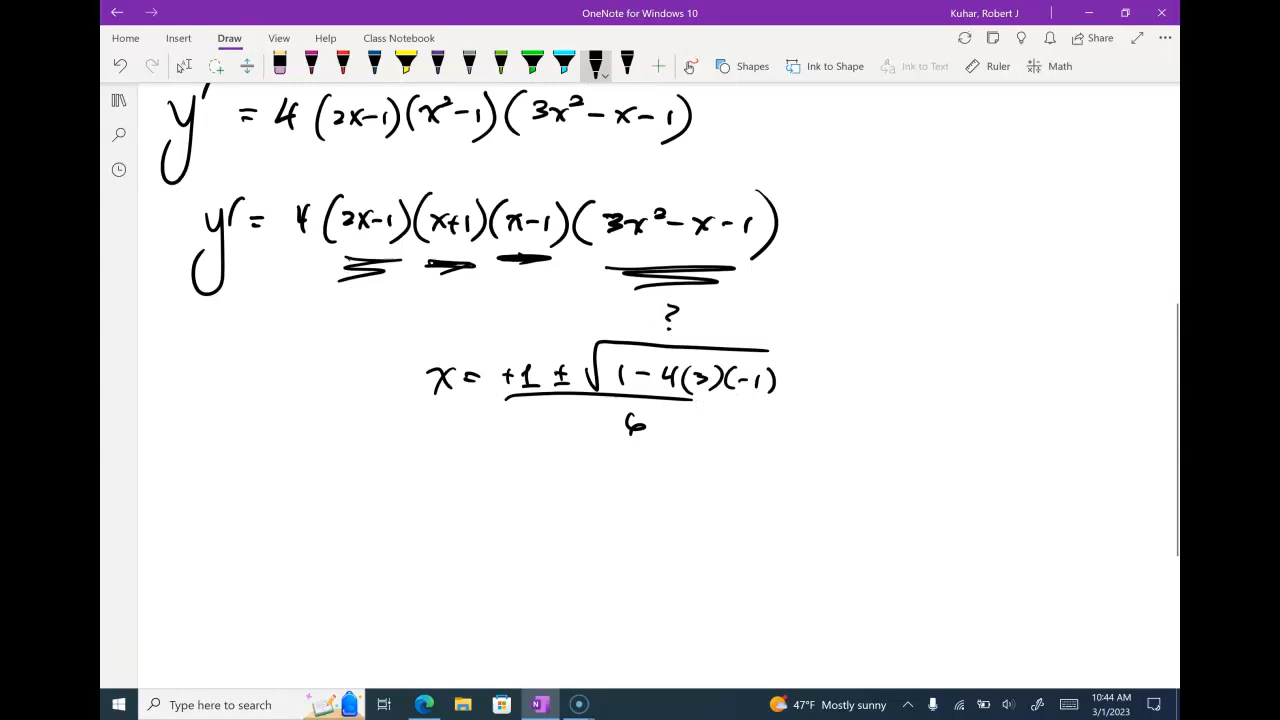 OneNote for Windows 10
Kuhar, Robert J
Home Insert Draw View Help Class Notebook
Share
Shapes Ink to Shape Ink to Text Ruler Math
y' = 4 (2x-1)(x²-1)(3x²-x-1)
y' = 4 (2x-1)(x+1)(x-1)(3x²-x-1)
?
x = +1 ± √1-4(3)(-1)
6
Type here to search
47°F Mostly sunny
10:44 AM
3/1/2023